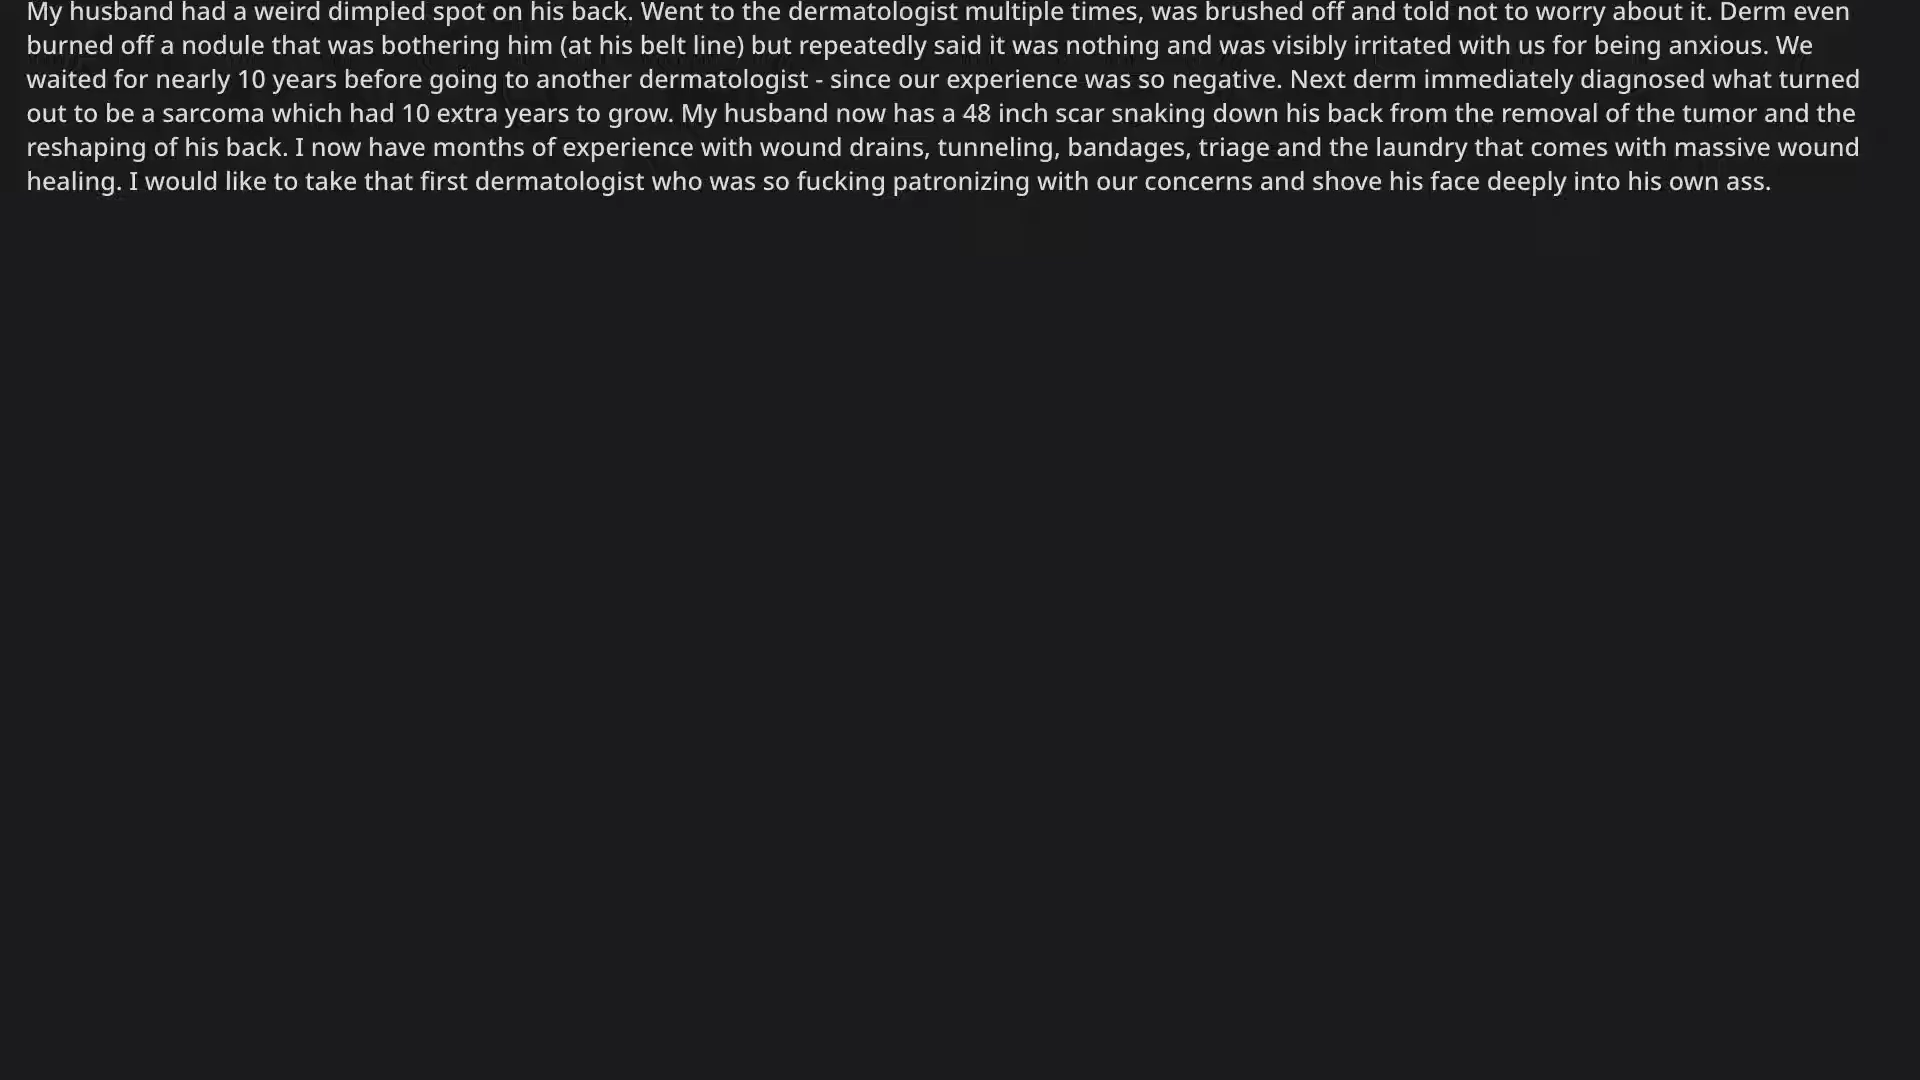 My husband had a weird dimpled spot on his back. Went to the dermatologist multiple times, was brushed off and told not to worry about it. Derm even
burned off a nodule that was bothering him (at his belt line) but repeatedly said it was nothing and was visibly irritated with us for being anxious. We
waited for nearly 10 years before going to another dermatologist - since our experience was so negative. Next derm immediately diagnosed what turned
out to be a sarcoma which had 10 extra years to grow. My husband now has a 48 inch scar snaking down his back from the removal of the tumor and the
reshaping of his back. I now have months of experience with wound drains, tunneling, bandages, triage and the laundry that comes with massive wound
healing. I would like to take that first dermatologist who was so fucking patronizing with our concerns and shove his face deeply into his own ass.